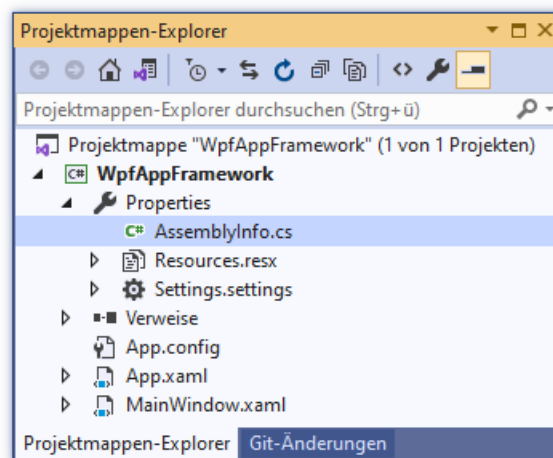 Projektmappen-Explorer
Projektmappen-Explorer durchsuchen (Strg+ü)
Projektmappe "WpfAppFramework" (1 von 1 Projekten)
C# WpfAppFramework
Properties
C# AssemblyInfo.cs
Resources.resx
Settings.settings
Verweise
App.config
App.xaml
MainWindow.xaml
Projektmappen-Explorer Git-Änderungen